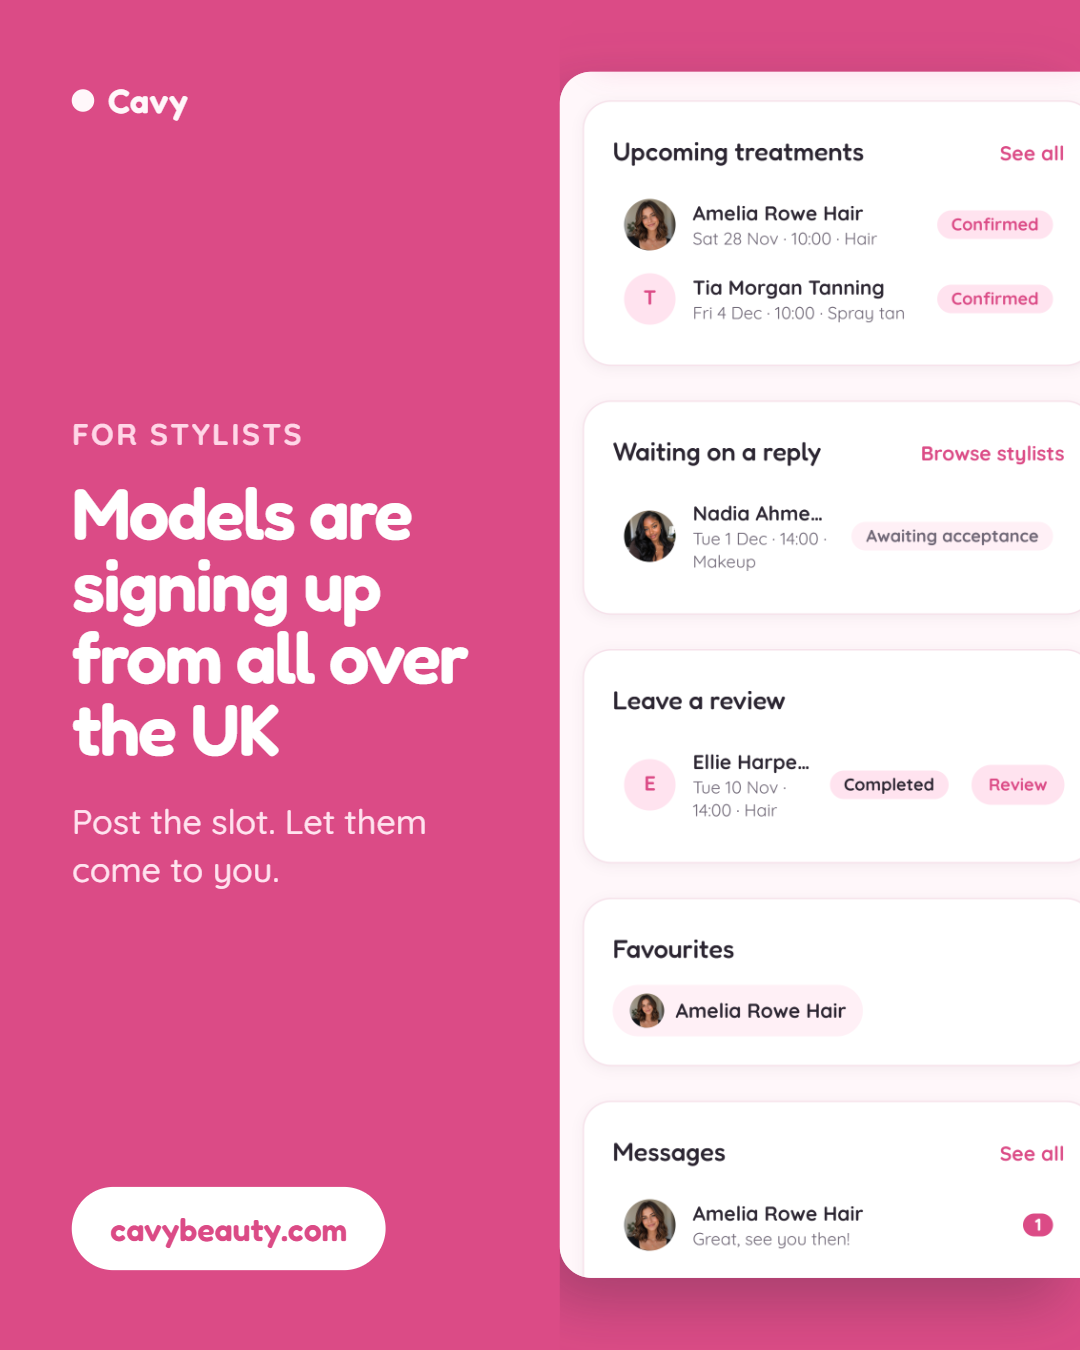 Cavy
FOR STYLISTS
Models are
signing up
from all over
the UK
Post the slot. Let them
come to you.
cavybeauty.com
Upcoming treatments
See all
Amelia Rowe Hair
Sat 28 Nov · 10:00 · Hair
Confirmed
T
Tia Morgan Tanning
Fri 4 Dec · 10:00 · Spray tan
Confirmed
Waiting on a reply
Browse stylists
Nadia Ahme...
Tue 1 Dec · 14:00 ·
Makeup
Awaiting acceptance
Leave a review
E
Ellie Harpe...
Tue 10 Nov ·
14:00 · Hair
Completed
Review
Favourites
Amelia Rowe Hair
Messages
See all
Amelia Rowe Hair
Great, see you then!
1